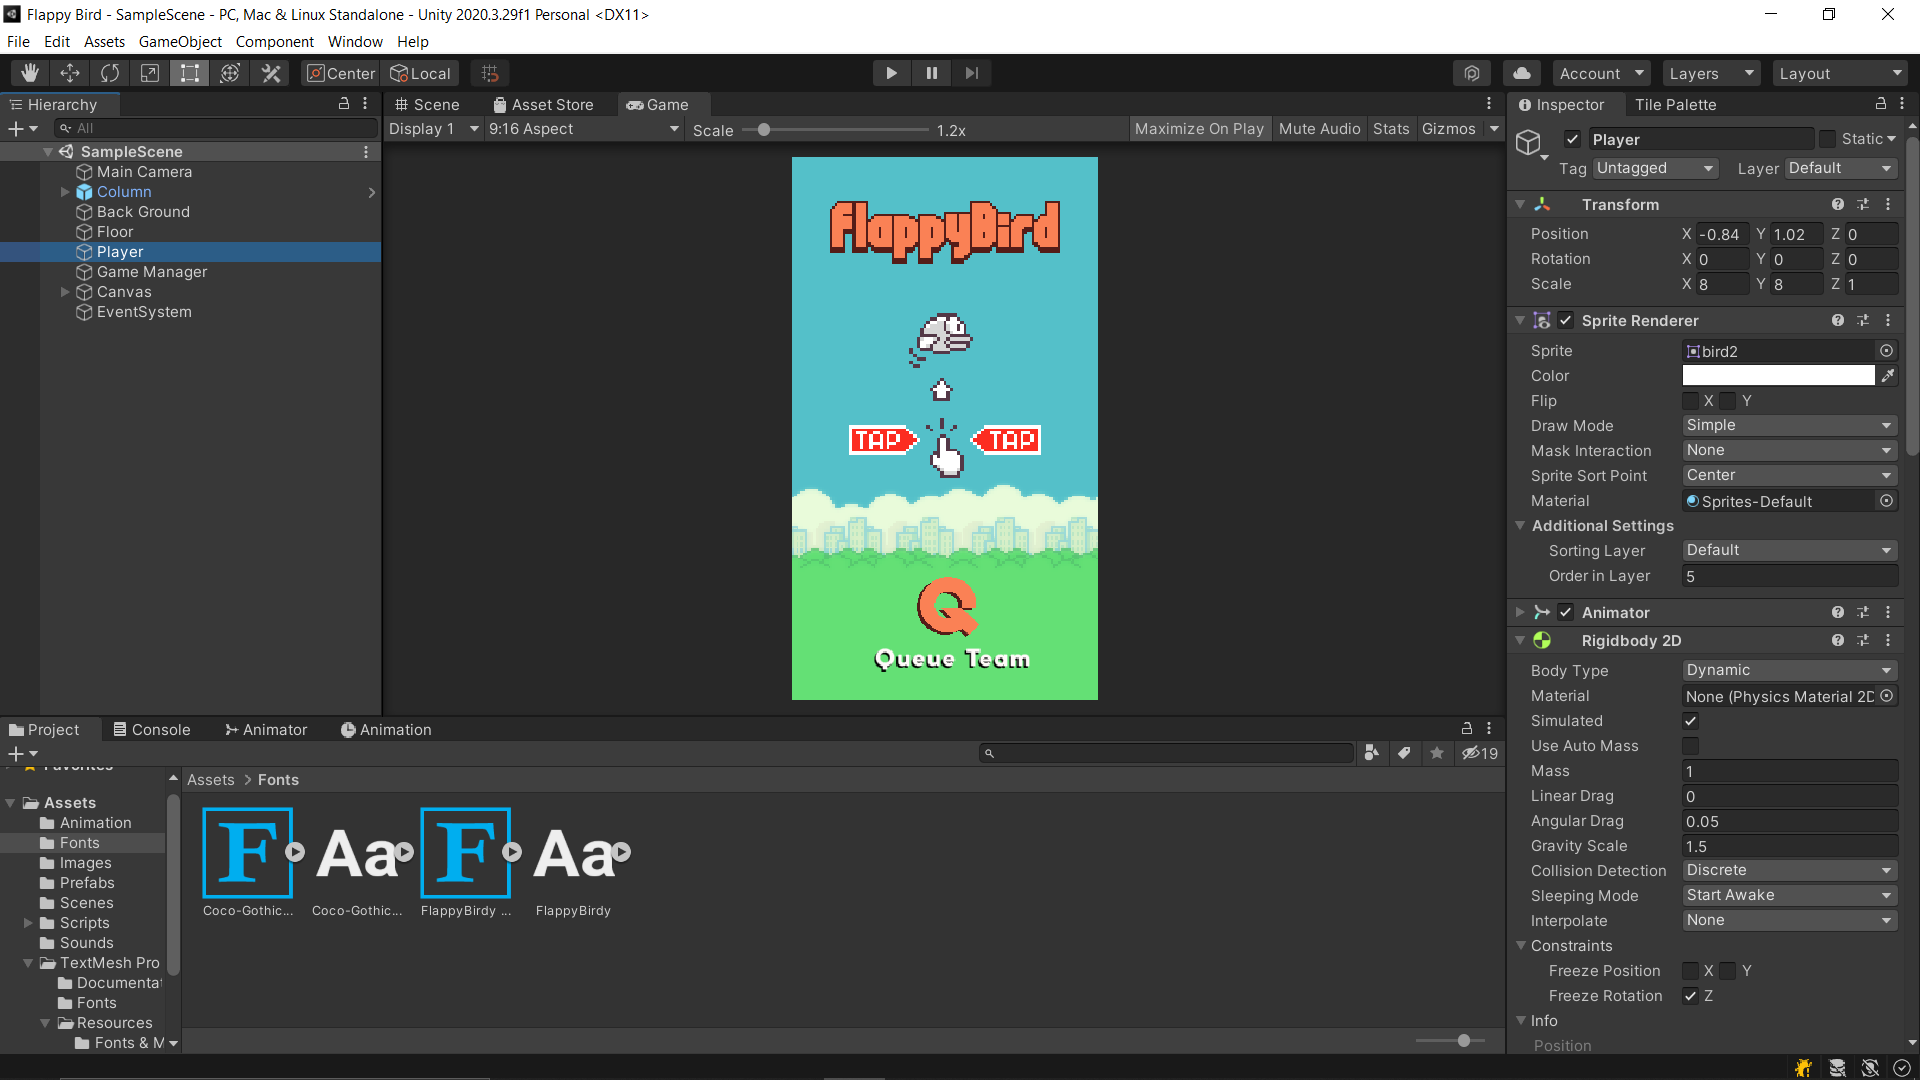 Flappy Bird - SampleScene - PC, Mac & Linux Standalone - Unity 2020.3.29f1 Personal <DX11>
File Edit Assets GameObject Component Window Help
Center Local Account Layers Layout
Hierarchy
All
SampleScene
Main Camera
Column
Back Ground
Floor
Player
Game Manager
Canvas
EventSystem
Scene Asset Store Game
Display 1 9:16 Aspect Scale 1.2x Maximize On Play Mute Audio Stats Gizmos
FlappyBird
TAP TAP
Q
Queue Team
Inspector Tile Palette
Player Static
Tag Untagged Layer Default
Transform
Position X -0.84 Y 1.02 Z 0
Rotation X 0 Y 0 Z 0
Scale X 8 Y 8 Z 1
Sprite Renderer
Sprite bird2
Color
Flip X Y
Draw Mode Simple
Mask Interaction None
Sprite Sort Point Center
Material Sprites-Default
Additional Settings
Sorting Layer Default
Order in Layer 5
Animator
Rigidbody 2D
Body Type Dynamic
Material None (Physics Material 2D
Simulated
Use Auto Mass
Mass 1
Linear Drag 0
Angular Drag 0.05
Gravity Scale 1.5
Collision Detection Discrete
Sleeping Mode Start Awake
Interpolate None
Constraints
Freeze Position X Y
Freeze Rotation Z
Info
Position
Project Console Animator Animation
19
Favorites
Assets
Animation
Fonts
Images
Prefabs
Scenes
Scripts
Sounds
TextMesh Pro
Documentat
Fonts
Resources
Fonts & M
Assets > Fonts
F Aa F Aa
Coco-Gothic... Coco-Gothic... FlappyBirdy ... FlappyBirdy